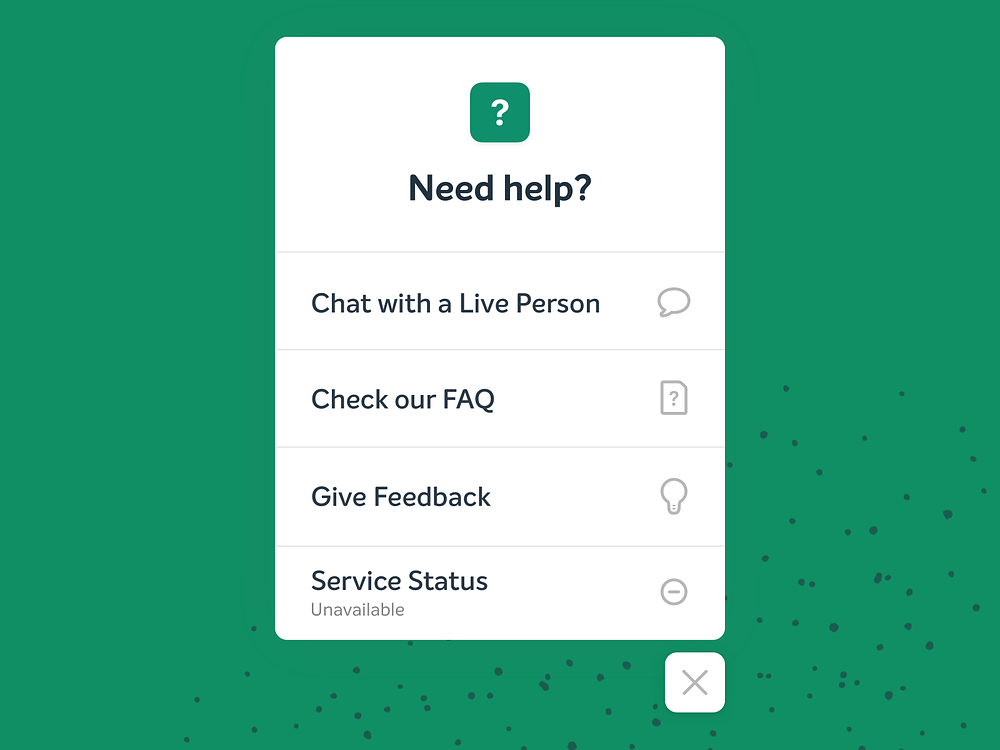 ?
Need help?
Chat with a Live Person
Check our FAQ
?
Give Feedback
Service Status
Unavailable